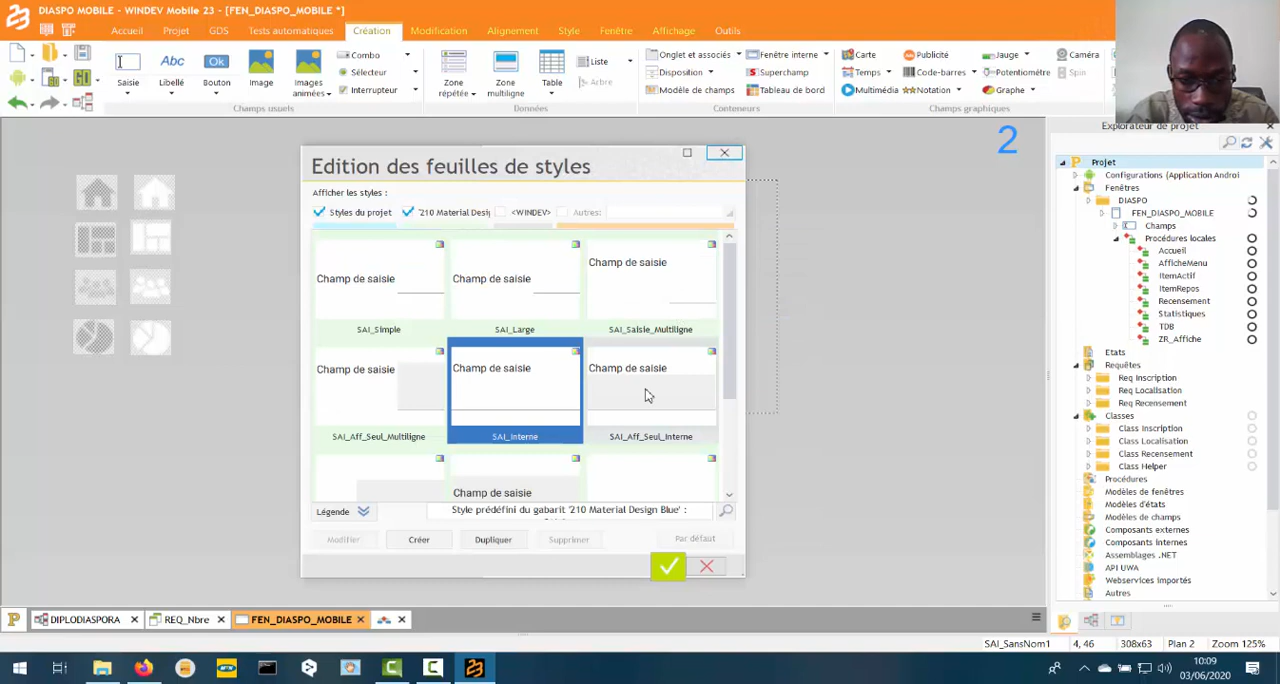 DIASPO MOBILE - WINDEV Mobile 23 - [FEN_DIASPO_MOBILE *]
Accueil Projet GDS Tests automatiques Création Modification Alignement Style Fenêtre Affichage Outils
Saisie Libellé Bouton Image Images animées
Abc Ok
Combo
Sélecteur
Interrupteur
Zone répétée Zone multiligne Table
Liste
Arbre
Onglet et associés Fenêtre interne
Disposition Superchamp
Modèle de champs Tableau de bord
Carte Publicité Jauge Caméra
Temps Code-barres Potentiomètre Spin
Multimédia Notation Graphe
Champs usuels Données Conteneurs Champs graphiques
2
Edition des feuilles de styles
Afficher les styles :
Styles du projet '210 Material Desig <WINDEV> Autres:
Champ de saisie Champ de saisie Champ de saisie
SAI_Simple SAI_Large SAI_Saisie_Multiligne
Champ de saisie Champ de saisie Champ de saisie
SAI_Aff_Seul_Multiligne SAI_Interne SAI_Aff_Seul_Interne
Champ de saisie
Légende Style prédéfini du gabarit '210 Material Design Blue' :
Modifier Créer Dupliquer Supprimer Par défaut
Explorateur de projet
Projet
Configurations (Application Androi
Fenêtres
DIASPO
FEN_DIASPO_MOBILE
Champs
Procédures locales
Accueil
AfficheMenu
ItemActif
ItemRepos
Recensement
Statistiques
TDB
ZR_Affiche
Etats
Requêtes
Req Inscription
Req Localisation
Req Recensement
Classes
Class Inscription
Class Localisation
Class Recensement
Class Helper
Procédures
Modèles de fenêtres
Modèles d'états
Modèles de champs
Composants externes
Composants internes
Assemblages .NET
API UWA
Webservices importés
Autres
DIPLODIASPORA REQ_Nbre FEN_DIASPO_MOBILE
SAI_SansNom1 4, 46 308x63 Plan 2 Zoom 125%
10:09
03/06/2020